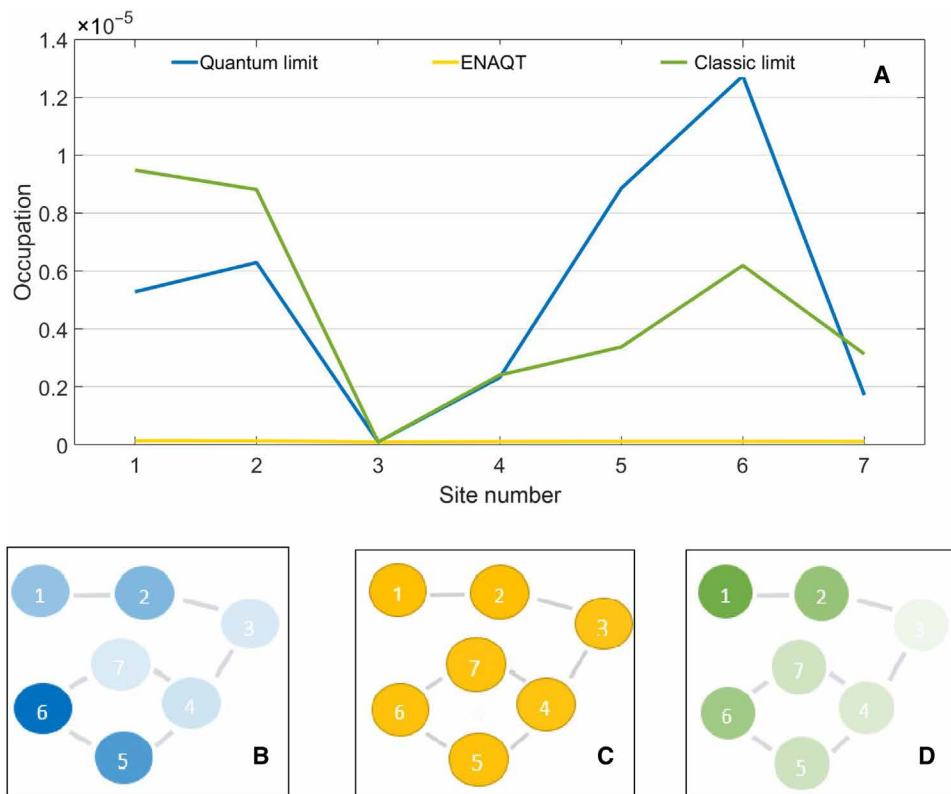 ×10⁻⁵
1.4
Quantum limit ENAQT Classic limit A
1.2
1
0.8
0.6
0.4
0.2
0
Occupation
1 2 3 4 5 6 7
Site number
1 2 3 7 6 4 5 B
1 2 3 7 6 4 5 C
1 2 3 7 6 4 5 D